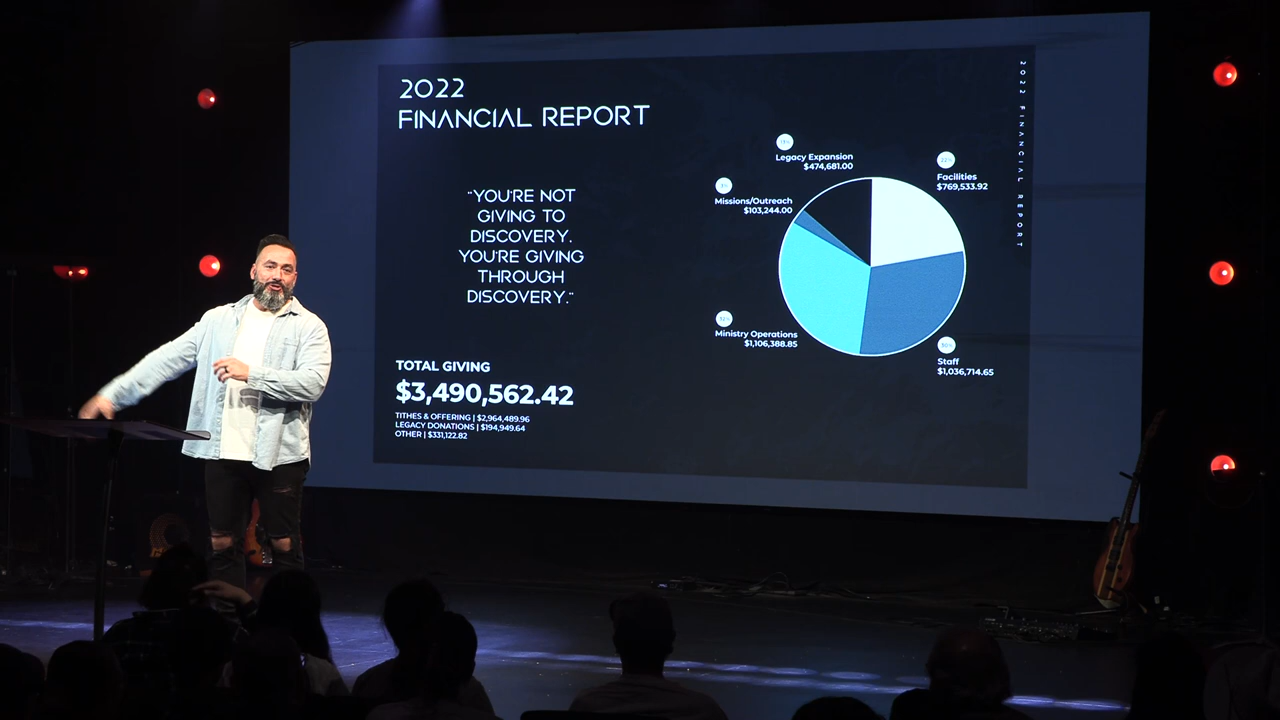 2022
FINANCIAL REPORT
"YOU'RE NOT
GIVING TO
DISCOVERY.
YOU'RE GIVING
THROUGH
DISCOVERY."
TOTAL GIVING
$3,490,562.42
TITHES & OFFERING | $2,964,489.96
LEGACY DONATIONS | $194,949.64
OTHER | $331,122.82
Legacy Expansion
$474,681.00
22%
Facilities
$769,533.92
Missions/Outreach
$103,244.00
Ministry Operations
$1,106,388.85
30%
Staff
$1,036,714.65
2022 FINANCIAL REPORT